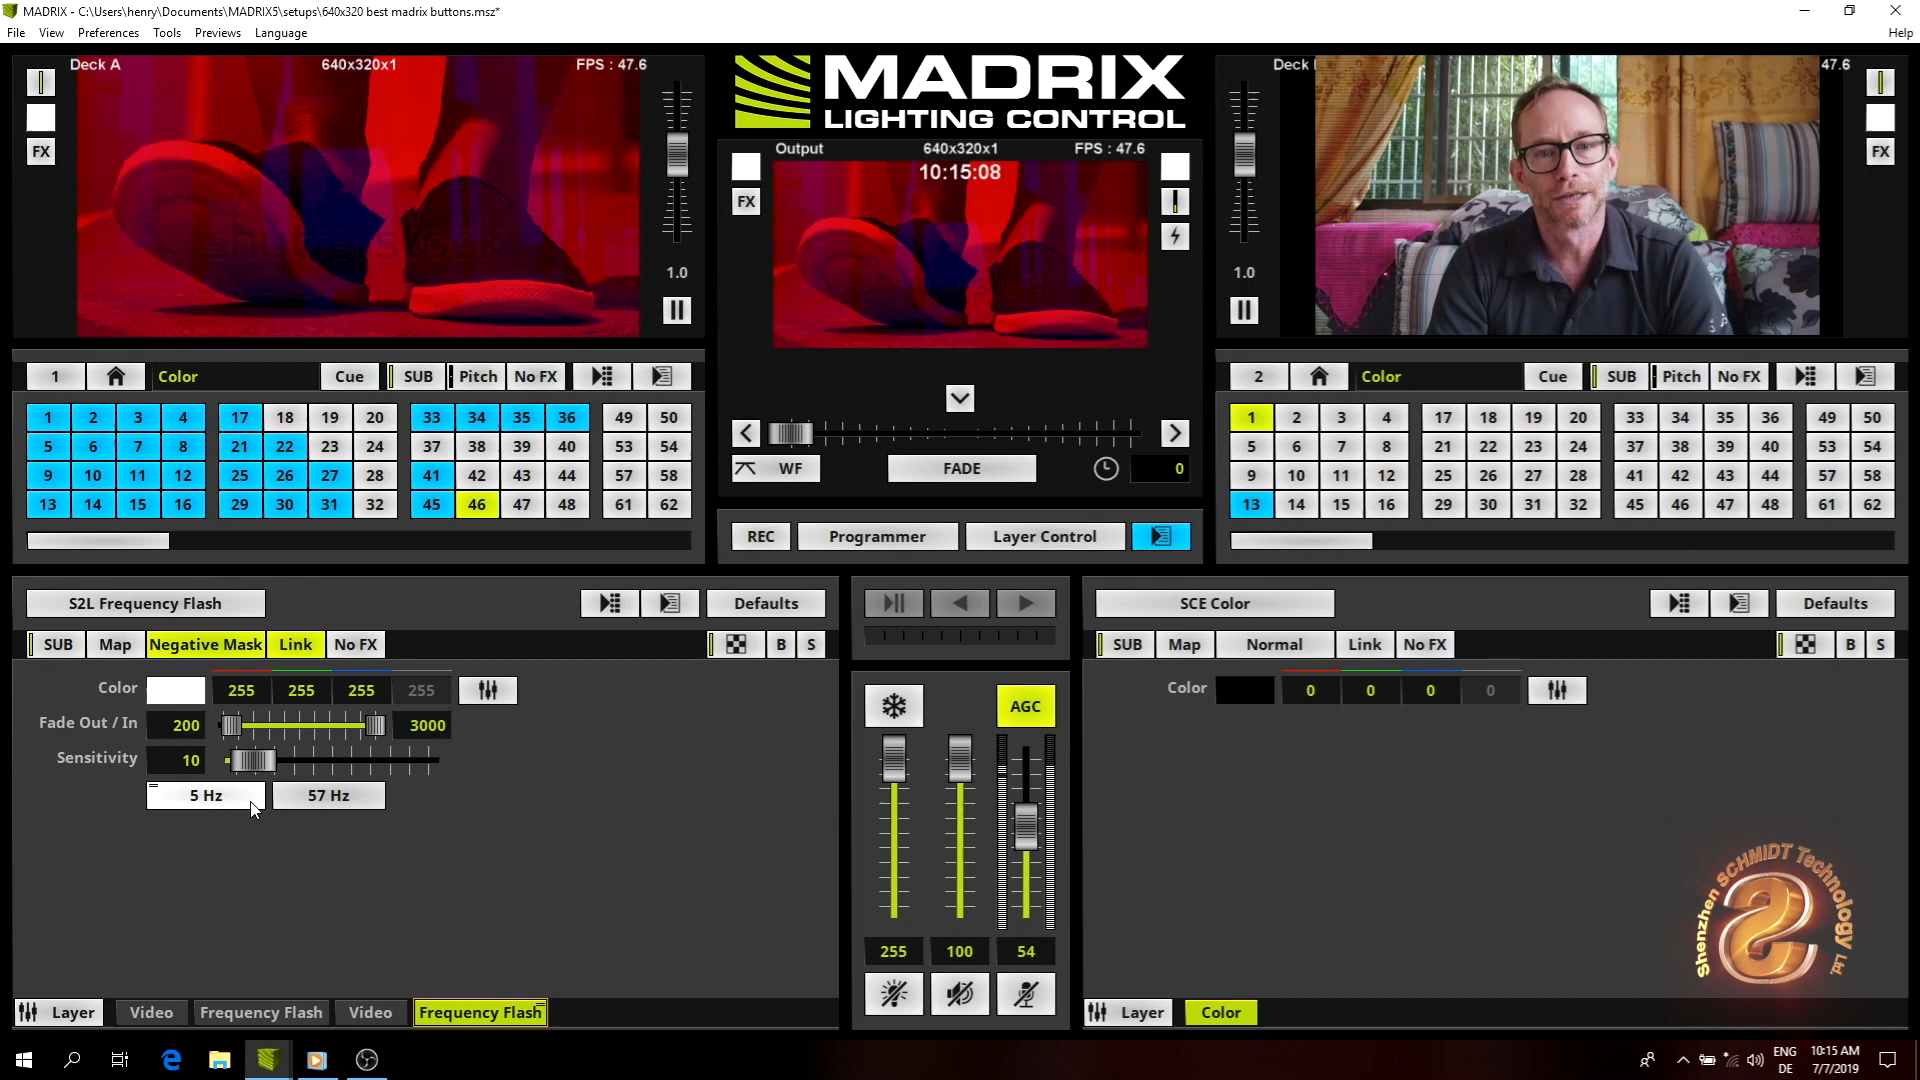 MADRIX - C:\Users\henry\Documents\MADRIX5\setups\640x320 best madrix buttons.msz*
File View Preferences Tools Previews Language Help
Deck A 640x320x1 FPS : 47.6
FX
shutterstock
1.0
MADRIX
LIGHTING CONTROL
Output 640x320x1 FPS : 47.6
10:15:08
FX
Deck 47.6
FX
1.0
1 Color Cue SUB Pitch No FX
1 2 3 4 17 18 19 20 33 34 35 36 49 50
5 6 7 8 21 22 23 24 37 38 39 40 53 54
9 10 11 12 25 26 27 28 41 42 43 44 57 58
13 14 15 16 29 30 31 32 45 46 47 48 61 62
WF FADE 0
REC Programmer Layer Control
2 Color Cue SUB Pitch No FX
1 2 3 4 17 18 19 20 33 34 35 36 49 50
5 6 7 8 21 22 23 24 37 38 39 40 53 54
9 10 11 12 25 26 27 28 41 42 43 44 57 58
13 14 15 16 29 30 31 32 45 46 47 48 61 62
S2L Frequency Flash Defaults
SUB Map Negative Mask Link No FX B S
Color 255 255 255 255
Fade Out / In 200 3000
Sensitivity 10
5 Hz 57 Hz
Layer Video Frequency Flash Video Frequency Flash
AGC
255 100 54
SCE Color Defaults
SUB Map Normal Link No FX B S
Color 0 0 0 0
Shenzhen SCHMIDT Technology Ltd.
S
Layer Color
ENG
DE
10:15 AM
7/7/2019